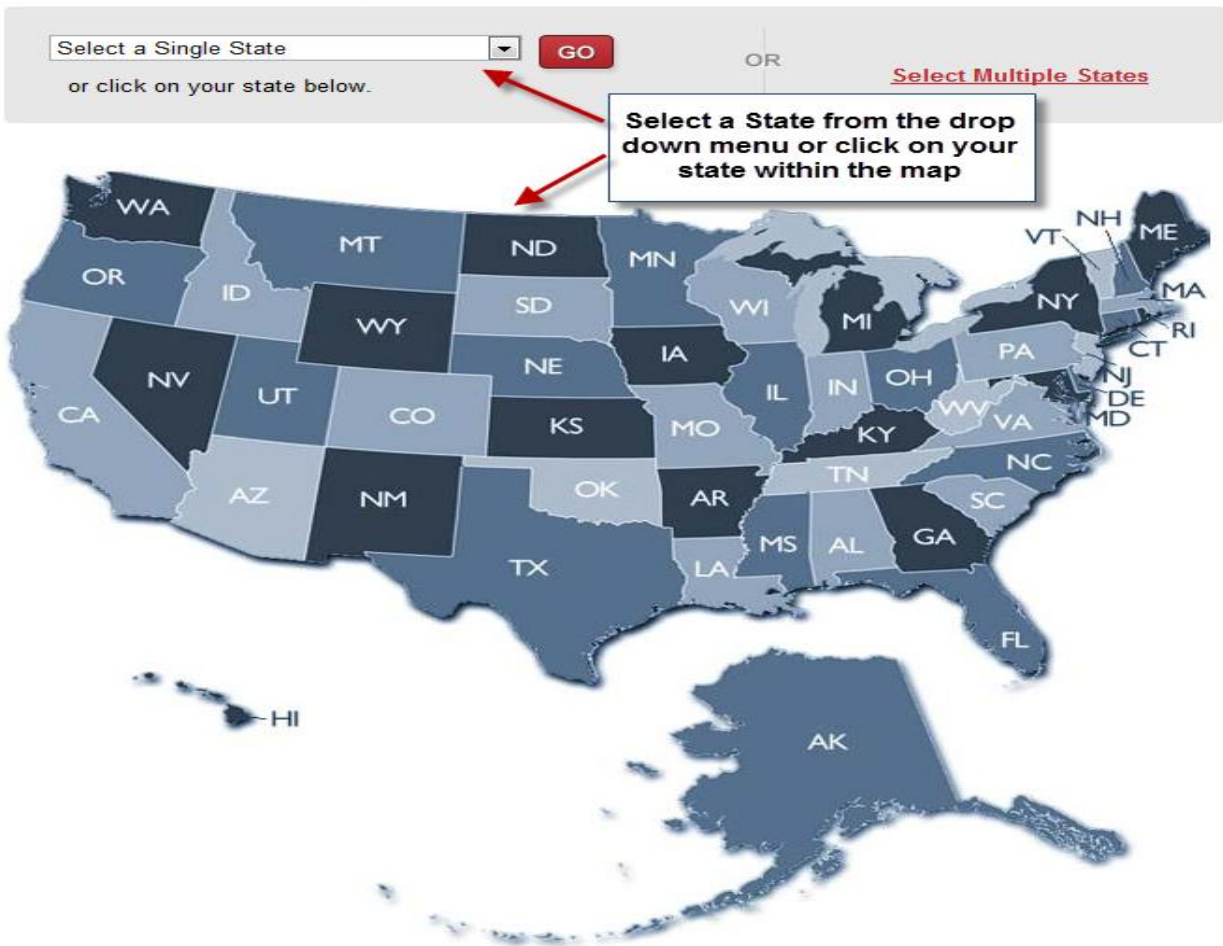 Select a Single State
GO
OR
Select Multiple States
or click on your state below.
Select a State from the drop
down menu or click on your
state within the map
WA
MT
ND
MN
OR
ID
SD
WI
MI
NY
VT
NH
ME
MA
RI
CT
WY
IA
NE
PA
NJ
DE
MD
NV
UT
CO
KS
MO
IL
IN
OH
WV
VA
KY
CA
AZ
NM
OK
AR
TN
NC
SC
TX
LA
MS
AL
GA
FL
HI
AK